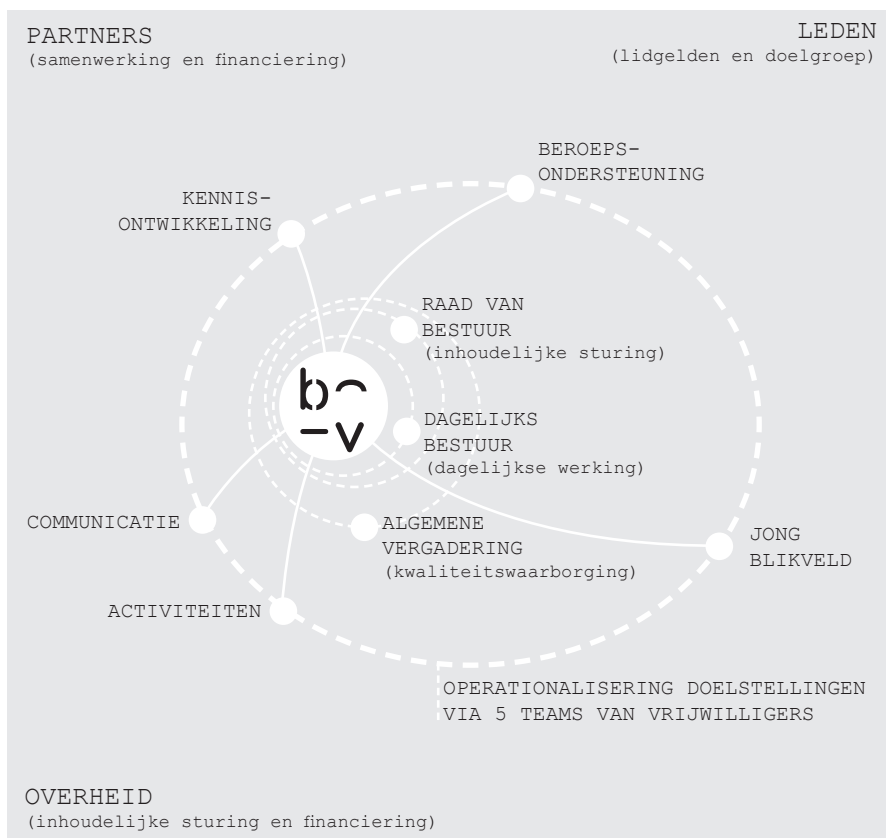 PARTNERS
(samenwerking en financiering)
LEDEN
(lidgelden en doelgroep)
BEROEPS-
ONDERSTEUNING
KENNIS-
ONTWIKKELING
RAAD VAN
BESTUUR
(inhoudelijke sturing)
b
v
DAGELIJKS
BESTUUR
(dagelijkse werking)
COMMUNICATIE
ALGEMENE
VERGADERING
(kwaliteitswaarborging)
JONG
BLIKVELD
ACTIVITEITEN
OPERATIONALISERING DOELSTELLINGEN
VIA 5 TEAMS VAN VRIJWILLIGERS
OVERHEID
(inhoudelijke sturing en financiering)